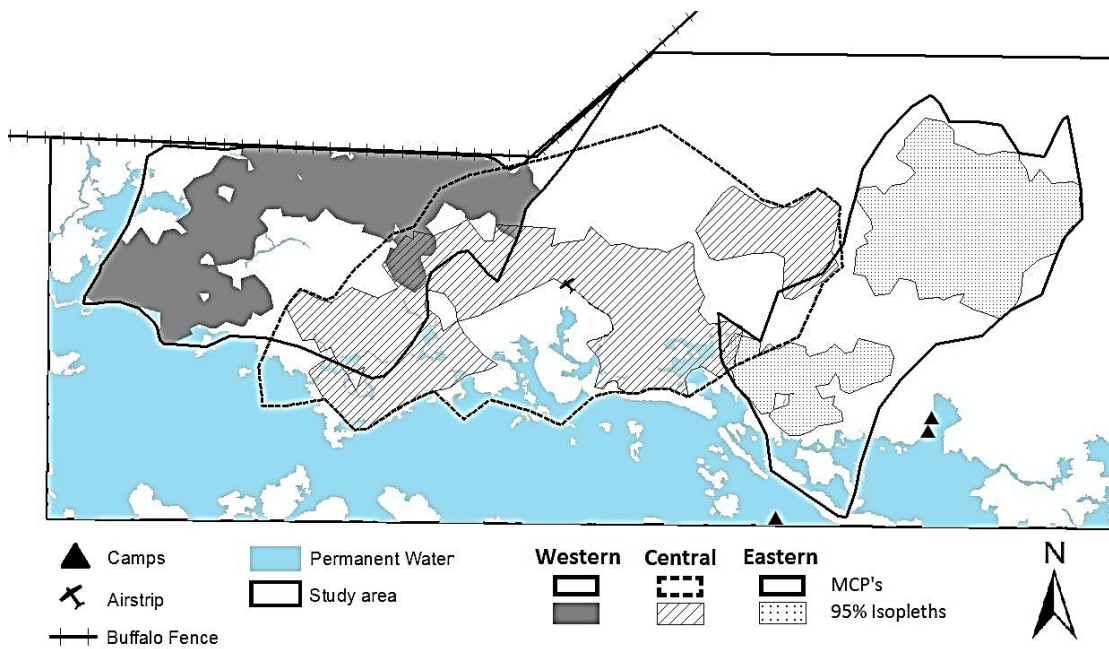 Camps
Airstrip
Buffalo Fence
Permanent Water
Study area
Western Central Eastern
MCP's
95% Isopleths
N